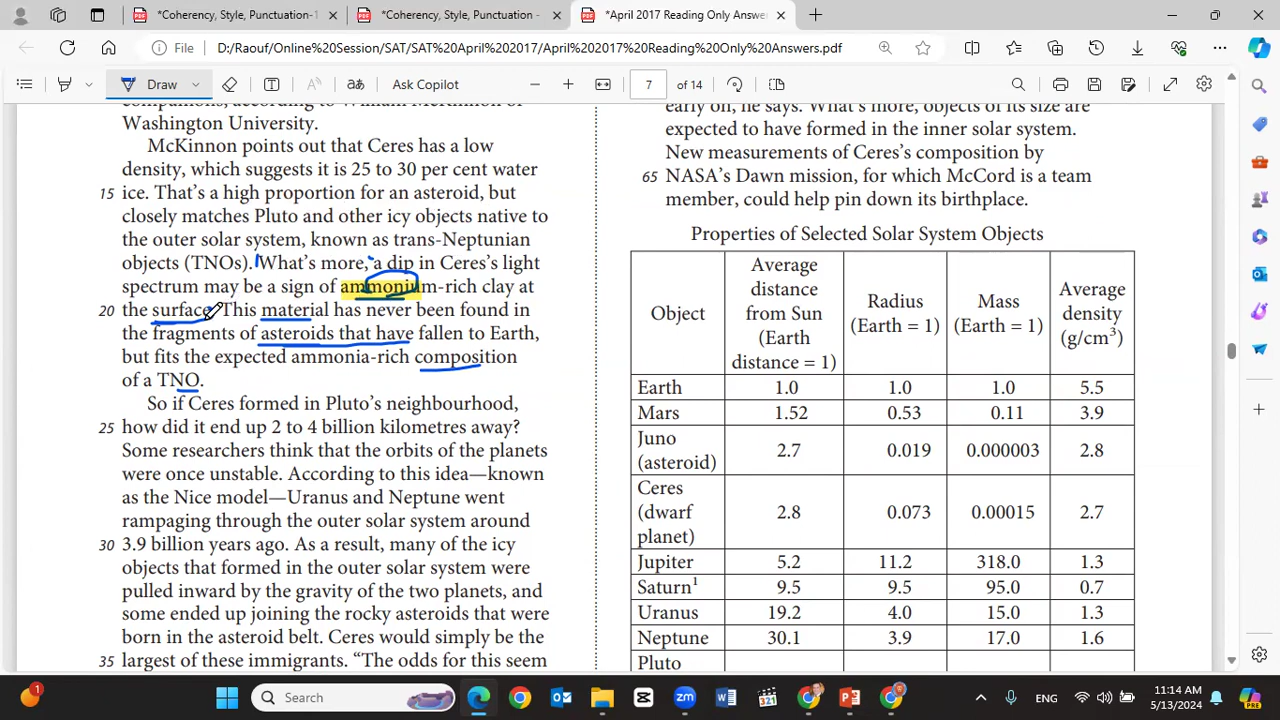 *Coherency, Style, Punctuation-1
*Coherency, Style, Punctuation -
*April 2017 Reading Only Answer
File
D:/Raouf/Online%20Session/SAT/SAT%20April%202017/April%202017%20Reading%20Only%20Answers.pdf
Draw
Ask Copilot
7
of 14
Washington University.
McKinnon points out that Ceres has a low
density, which suggests it is 25 to 30 per cent water
15 ice. That's a high proportion for an asteroid, but
closely matches Pluto and other icy objects native to
the outer solar system, known as trans-Neptunian
objects (TNOs). What's more, a dip in Ceres's light
spectrum may be a sign of ammonium-rich clay at
20 the surface. This material has never been found in
the fragments of asteroids that have fallen to Earth,
but fits the expected ammonia-rich composition
of a TNO.
So if Ceres formed in Pluto's neighbourhood,
25 how did it end up 2 to 4 billion kilometres away?
Some researchers think that the orbits of the planets
were once unstable. According to this idea—known
as the Nice model—Uranus and Neptune went
rampaging through the outer solar system around
30 3.9 billion years ago. As a result, many of the icy
objects that formed in the outer solar system were
pulled inward by the gravity of the two planets, and
some ended up joining the rocky asteroids that were
born in the asteroid belt. Ceres would simply be the
35 largest of these immigrants. "The odds for this seem
early on, he says. What's more, objects of its size are
expected to have formed in the inner solar system.
New measurements of Ceres's composition by
65 NASA's Dawn mission, for which McCord is a team
member, could help pin down its birthplace.
Properties of Selected Solar System Objects
Object
Average distance from Sun (Earth distance = 1)
Radius (Earth = 1)
Mass (Earth = 1)
Average density (g/cm³)
Earth 1.0 1.0 1.0 5.5
Mars 1.52 0.53 0.11 3.9
Juno (asteroid) 2.7 0.019 0.000003 2.8
Ceres (dwarf planet) 2.8 0.073 0.00015 2.7
Jupiter 5.2 11.2 318.0 1.3
Saturn¹ 9.5 9.5 95.0 0.7
Uranus 19.2 4.0 15.0 1.3
Neptune 30.1 3.9 17.0 1.6
Pluto
1
Search
ENG
11:14 AM
5/13/2024